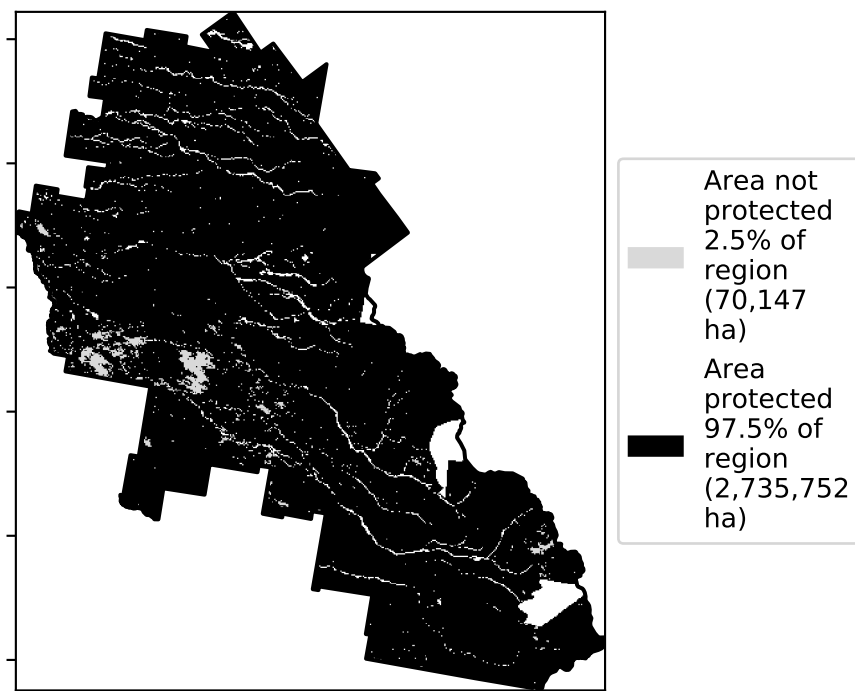 Area not
protected
2.5% of
region
(70,147
ha)
Area
protected
97.5% of
region
(2,735,752
ha)